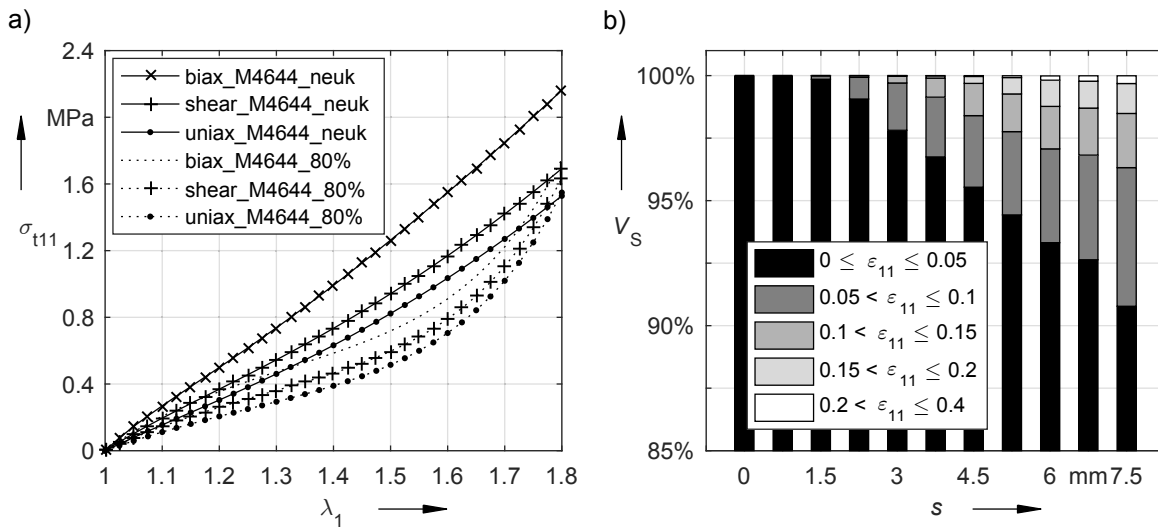 a)
2.4
MPa
1.6
σt11
1.2
0.8
0.4
0
biax_M4644_neuk
shear_M4644_neuk
uniax_M4644_neuk
biax_M4644_80%
shear_M4644_80%
uniax_M4644_80%
1 1.1 1.2 1.3 1.4 1.5 1.6 1.7 1.8
λ1
b)
100%
95%
VS
90%
85%
0 ≤ ε11 ≤ 0.05
0.05 < ε11 ≤ 0.1
0.1 < ε11 ≤ 0.15
0.15 < ε11 ≤ 0.2
0.2 < ε11 ≤ 0.4
0 1.5 3 4.5 6 mm 7.5
s